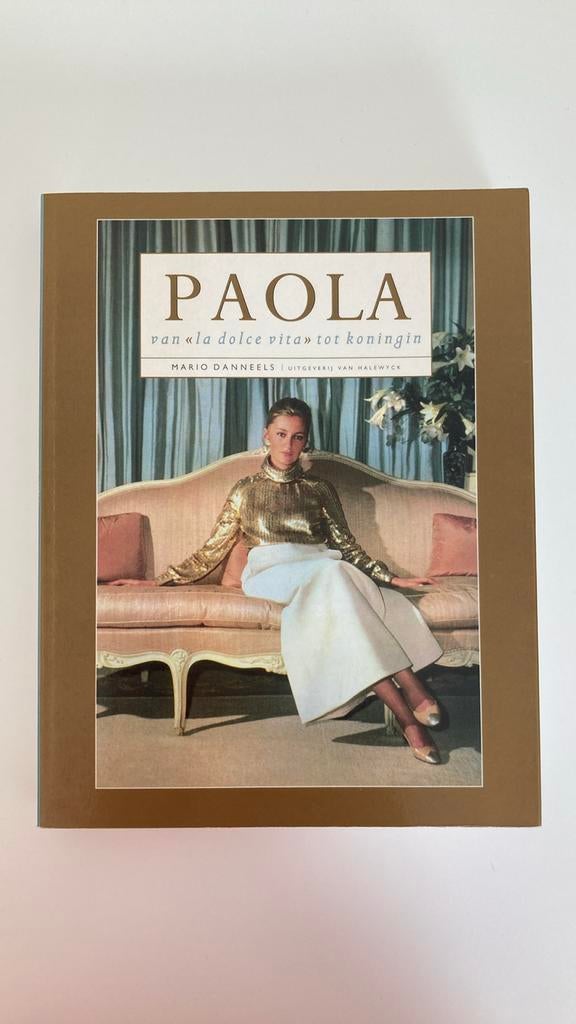 PAOLA
van «la dolce vita» tot koningin
MARIO DANNEELS | UITGEVERIJ VAN HALEWYCK